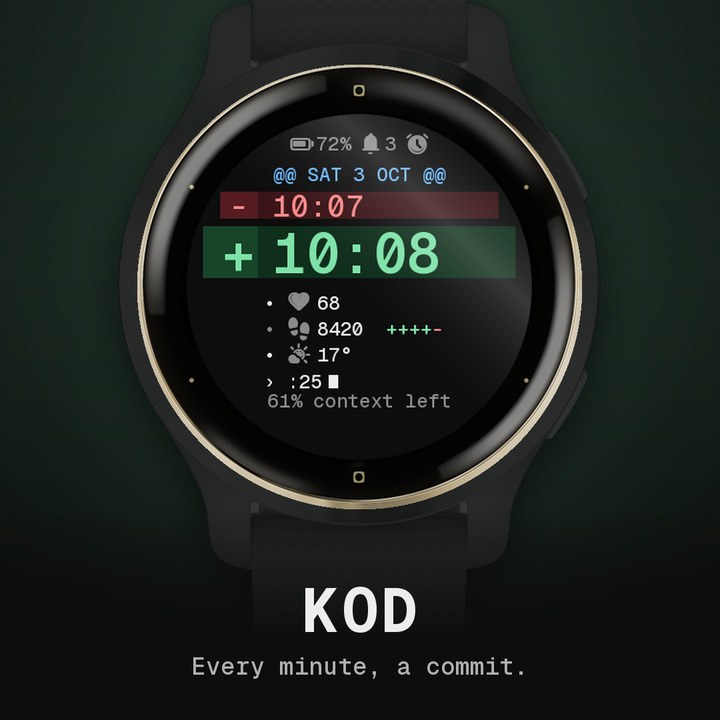 72% 3
@@ SAT 3 OCT @@
- 10:07
+ 10:08
• 68
• 8420 ++++-
• 17°
› :25
61% context left
KOD
Every minute, a commit.